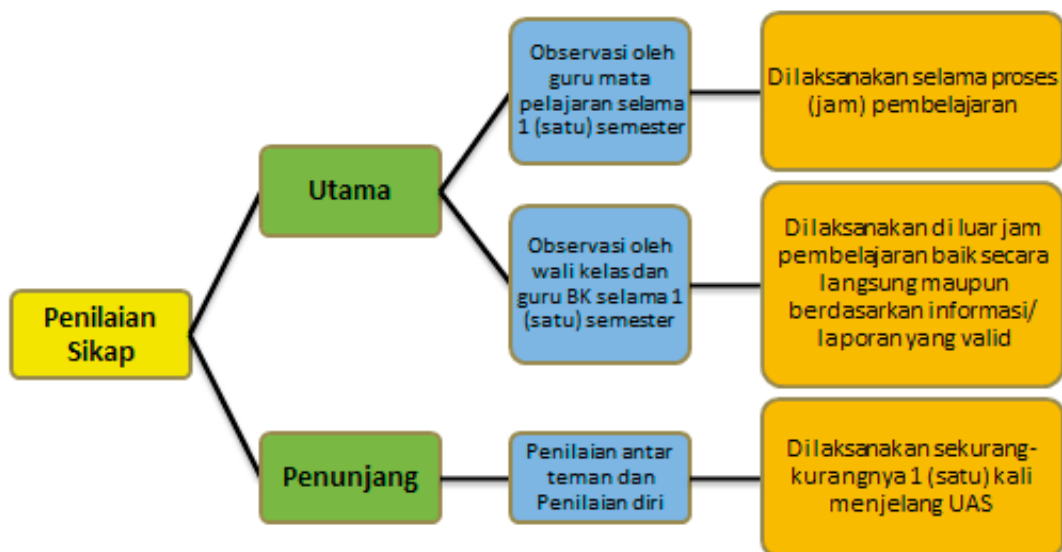 Penilaian
Sikap
Utama
Observasi oleh
guru mata
pelajaran selama
1 (satu) semester
Dilaksanakan selama proses
(jam) pembelajaran
Observasi oleh
wali kelas dan
guru BK selama 1
(satu) semester
Dilaksanakan di luar jam
pembelajaran baik secara
langsung maupun
berdasarkan informasi/
laporan yang valid
Penunjang
Penilaian antar
teman dan
Penilaian diri
Dilaksanakan sekurang-
kurangnya 1 (satu) kali
menjelang UAS